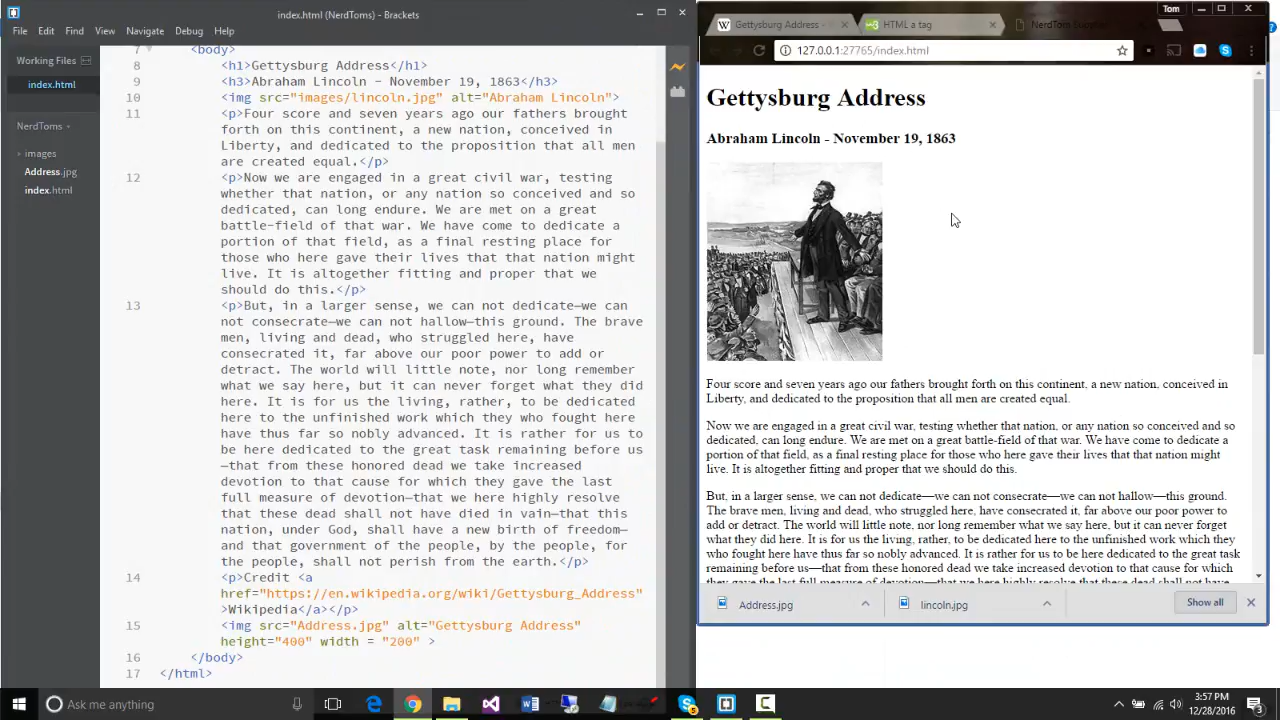 index.html (NerdToms) - Brackets
File Edit Find View Navigate Debug Help
Working Files
index.html
NerdToms
images
Address.jpg
index.html
7 <body>
8 <h1>Gettysburg Address</h1>
9 <h3>Abraham Lincoln - November 19, 1863</h3>
10 <img src="images/lincoln.jpg" alt="Abraham Lincoln">
11 <p>Four score and seven years ago our fathers brought
forth on this continent, a new nation, conceived in
Liberty, and dedicated to the proposition that all men
are created equal.</p>
12 <p>Now we are engaged in a great civil war, testing
whether that nation, or any nation so conceived and so
dedicated, can long endure. We are met on a great
battle-field of that war. We have come to dedicate a
portion of that field, as a final resting place for
those who here gave their lives that that nation might
live. It is altogether fitting and proper that we
should do this.</p>
13 <p>But, in a larger sense, we can not dedicate—we can
not consecrate—we can not hallow—this ground. The brave
men, living and dead, who struggled here, have
consecrated it, far above our poor power to add or
detract. The world will little note, nor long remember
what we say here, but it can never forget what they did
here. It is for us the living, rather, to be dedicated
here to the unfinished work which they who fought here
have thus far so nobly advanced. It is rather for us to
be here dedicated to the great task remaining before us
—that from these honored dead we take increased
devotion to that cause for which they gave the last
full measure of devotion—that we here highly resolve
that these dead shall not have died in vain—that this
nation, under God, shall have a new birth of freedom—
and that government of the people, by the people, for
the people, shall not perish from the earth.</p>
14 <p>Credit <a
href="https://en.wikipedia.org/wiki/Gettysburg_Address"
>Wikipedia</a></p>
15 <img src="Address.jpg" alt="Gettysburg Address"
height="400" width = "200" >
16 </body>
17 </html>
Tom
Gettysburg Address -
HTML a tag
NerdToms
127.0.0.1:27765/index.html
Gettysburg Address
Abraham Lincoln - November 19, 1863
Four score and seven years ago our fathers brought forth on this continent, a new nation, conceived in
Liberty, and dedicated to the proposition that all men are created equal.
Now we are engaged in a great civil war, testing whether that nation, or any nation so conceived and so
dedicated, can long endure. We are met on a great battle-field of that war. We have come to dedicate a
portion of that field, as a final resting place for those who here gave their lives that that nation might
live. It is altogether fitting and proper that we should do this.
But, in a larger sense, we can not dedicate—we can not consecrate—we can not hallow—this ground.
The brave men, living and dead, who struggled here, have consecrated it, far above our poor power to
add or detract. The world will little note, nor long remember what we say here, but it can never forget
what they did here. It is for us the living, rather, to be dedicated here to the unfinished work which they
who fought here have thus far so nobly advanced. It is rather for us to be here dedicated to the great task
remaining before us—that from these honored dead we take increased devotion to that cause for which
they gave the last full measure of devotion—that we here highly resolve that these dead shall not have
Address.jpg
lincoln.jpg
Show all
Ask me anything
3:57 PM
12/28/2016